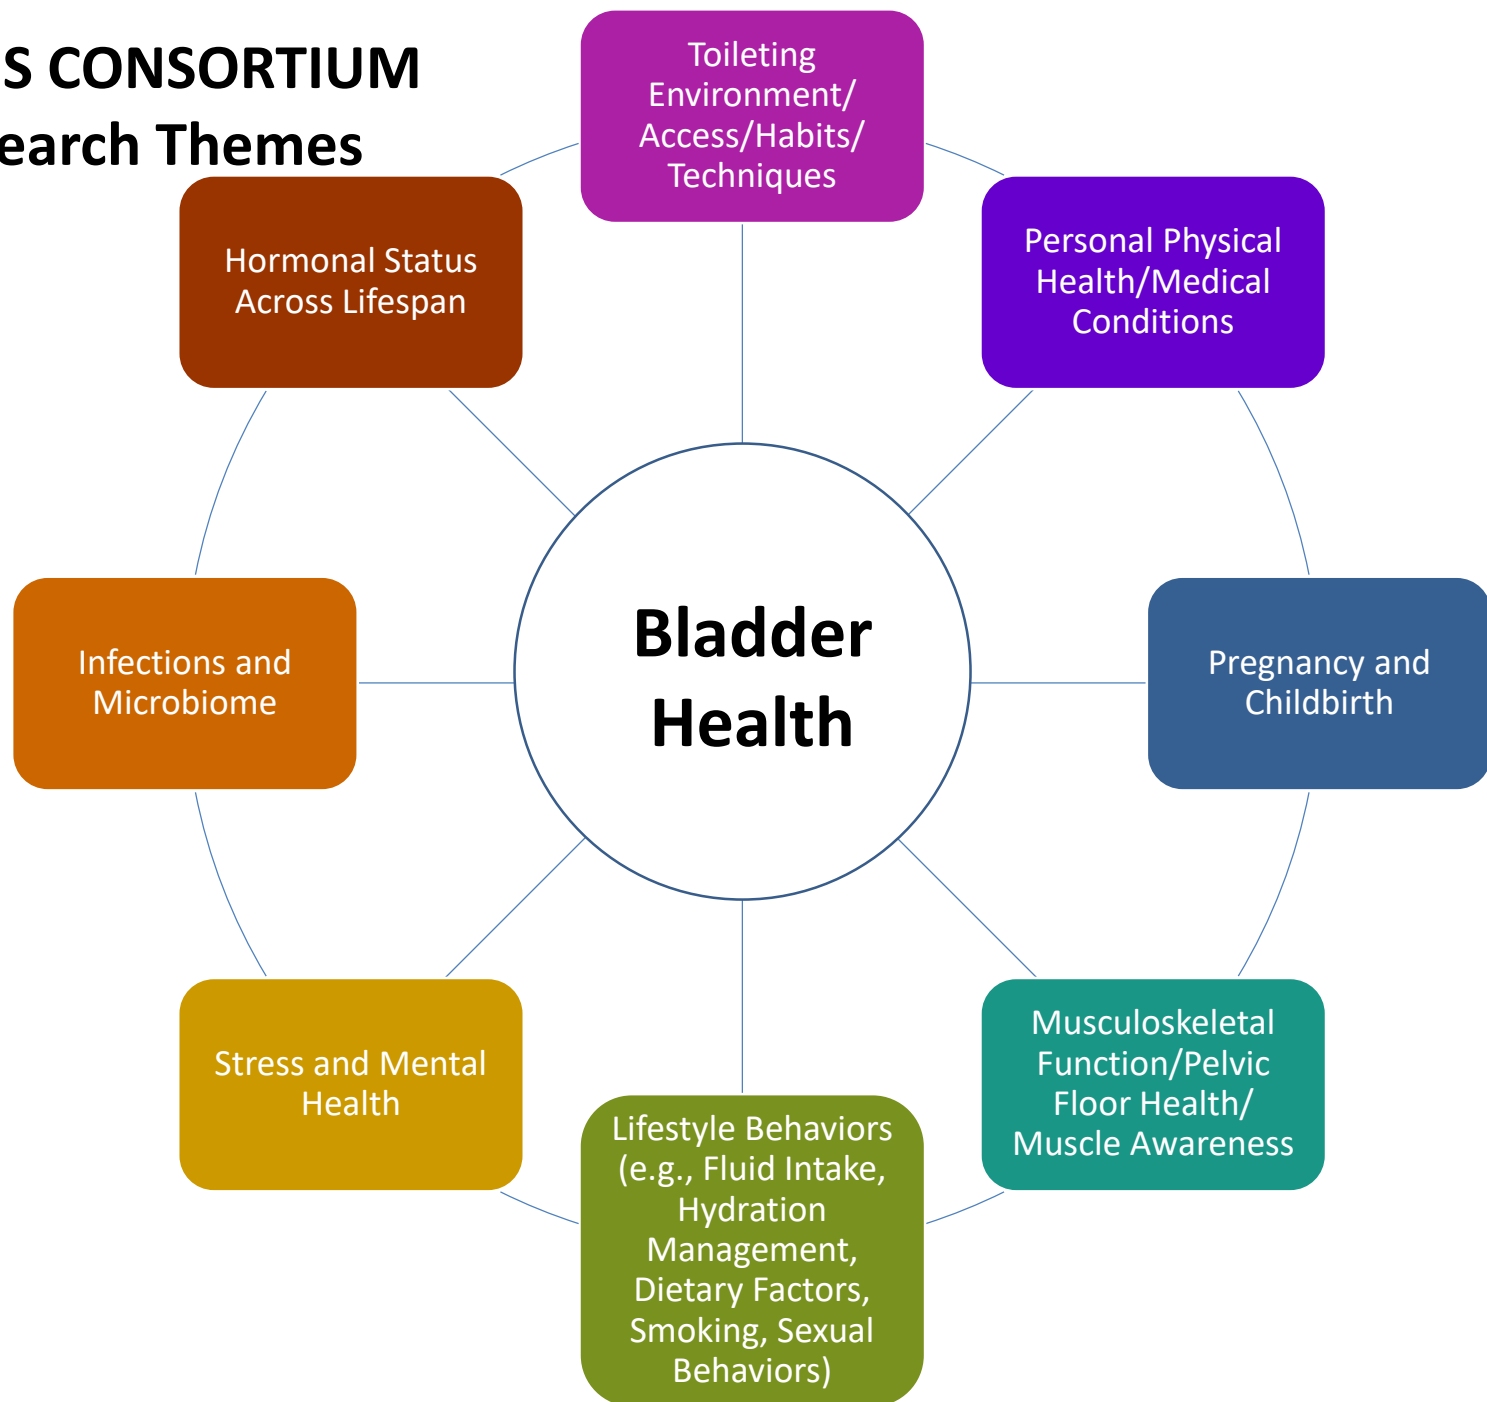 S CONSORTIUM
earch Themes
Toileting
Environment/
Access/Habits/
Techniques
Personal Physical
Health/Medical
Conditions
Pregnancy and
Childbirth
Musculoskeletal
Function/Pelvic
Floor Health/
Muscle Awareness
Lifestyle Behaviors
(e.g., Fluid Intake,
Hydration
Management,
Dietary Factors,
Smoking, Sexual
Behaviors)
Stress and Mental
Health
Infections and
Microbiome
Hormonal Status
Across Lifespan
Bladder
Health